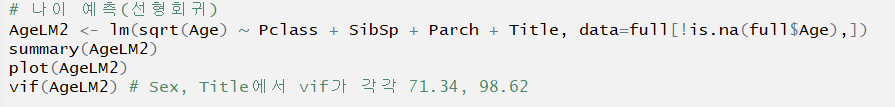 # 나이 예측(선형회귀)
AgeLM2 <- lm(sqrt(Age) ~ Pclass + SibSp + Parch + Title, data=full[!is.na(full$Age),])
summary(AgeLM2)
plot(AgeLM2)
vif(AgeLM2) # Sex, Title에서 vif가 각각 71.34, 98.62